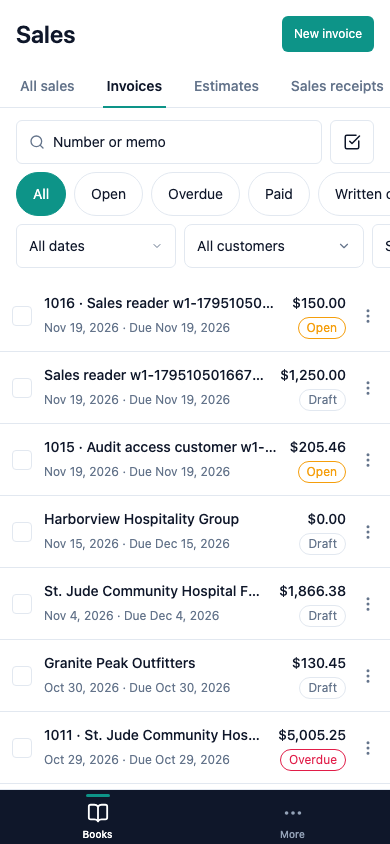 Sales
New invoice
All sales
Invoices
Estimates
Sales receipts
Number or memo
All
Open
Overdue
Paid
Written
All dates
All customers
1016 · Sales reader w1-17951050...
$150.00
Nov 19, 2026 · Due Nov 19, 2026
Open
Sales reader w1-179510501667...
$1,250.00
Nov 19, 2026 · Due Nov 19, 2026
Draft
1015 · Audit access customer w1-...
$205.46
Nov 19, 2026 · Due Nov 19, 2026
Open
Harborview Hospitality Group
$0.00
Nov 15, 2026 · Due Dec 15, 2026
Draft
St. Jude Community Hospital F...
$1,866.38
Nov 4, 2026 · Due Dec 4, 2026
Draft
Granite Peak Outfitters
$130.45
Oct 30, 2026 · Due Oct 30, 2026
Draft
1011 · St. Jude Community Hos...
$5,005.25
Oct 29, 2026 · Due Oct 29, 2026
Overdue
Books
More